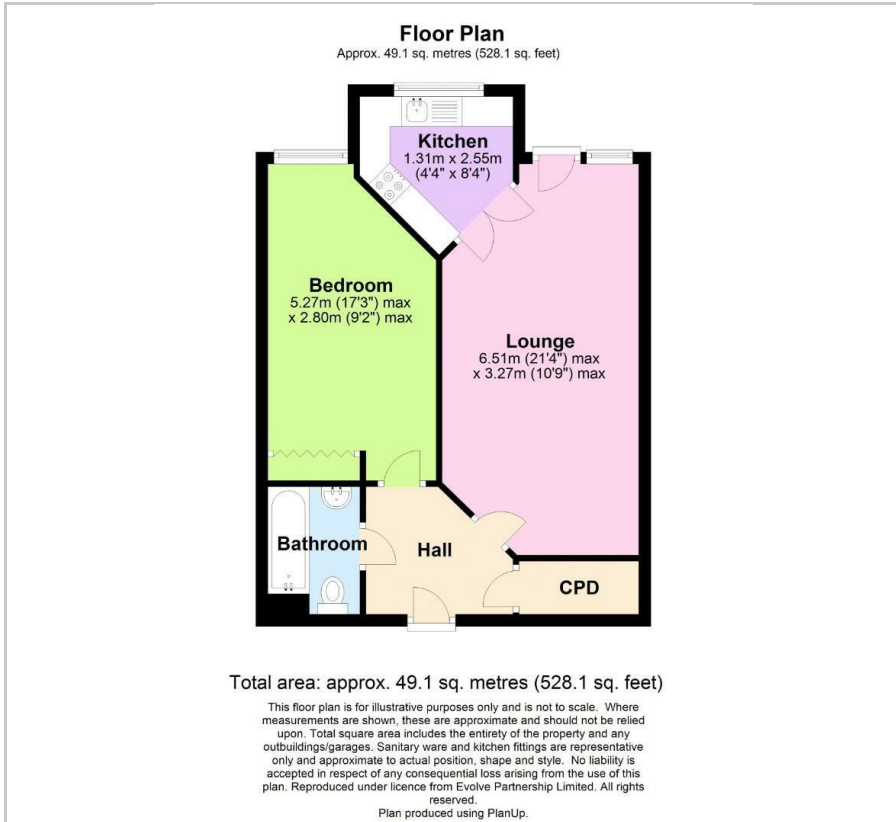 Floor Plan
Approx. 49.1 sq. metres (528.1 sq. feet)
Kitchen
1.31m x 2.55m
(4'4" x 8'4")
Bedroom
5.27m (17'3") max
x 2.80m (9'2") max
Lounge
6.51m (21'4") max
x 3.27m (10'9") max
Bathroom
Hall
CPD
Total area: approx. 49.1 sq. metres (528.1 sq. feet)
This floor plan is for illustrative purposes only and is not to scale. Where
measurements are shown, these are approximate and should not be relied
upon. Total square area includes the entirety of the property and any
outbuildings/garages. Sanitary ware and kitchen fittings are representative
only and approximate to actual position, shape and style. No liability is
accepted in respect of any consequential loss arising from the use of this
plan. Reproduced under licence from Evolve Partnership Limited. All rights
reserved.
Plan produced using PlanUp.